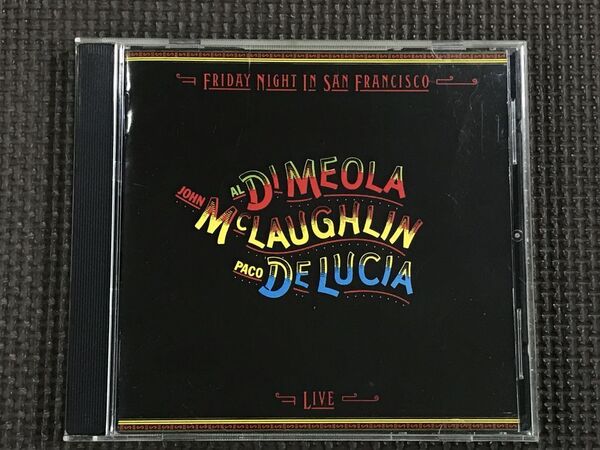 FRIDAY NIGHT IN SAN FRANCISCO
AL DI MEOLA
JOHN MCLAUGHLIN
PACO DE LUCIA
LIVE